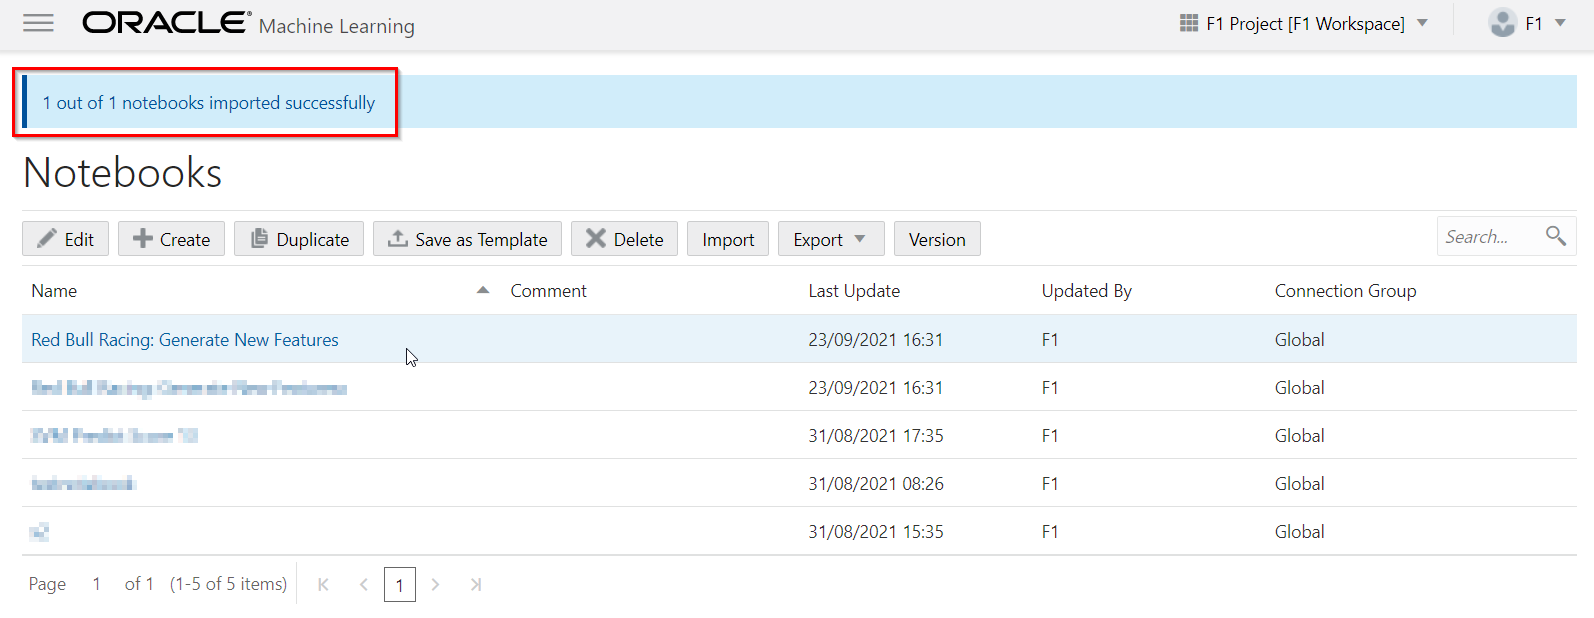 ORACLE® Machine Learning
F1 Project [F1 Workspace]
F1
1 out of 1 notebooks imported successfully
Notebooks
Edit Create Duplicate Save as Template Delete Import Export Version Search...
Name Comment Last Update Updated By Connection Group
Red Bull Racing: Generate New Features 23/09/2021 16:31 F1 Global
23/09/2021 16:31 F1 Global
31/08/2021 17:35 F1 Global
31/08/2021 08:26 F1 Global
31/08/2021 15:35 F1 Global
Page 1 of 1 (1-5 of 5 items) 1